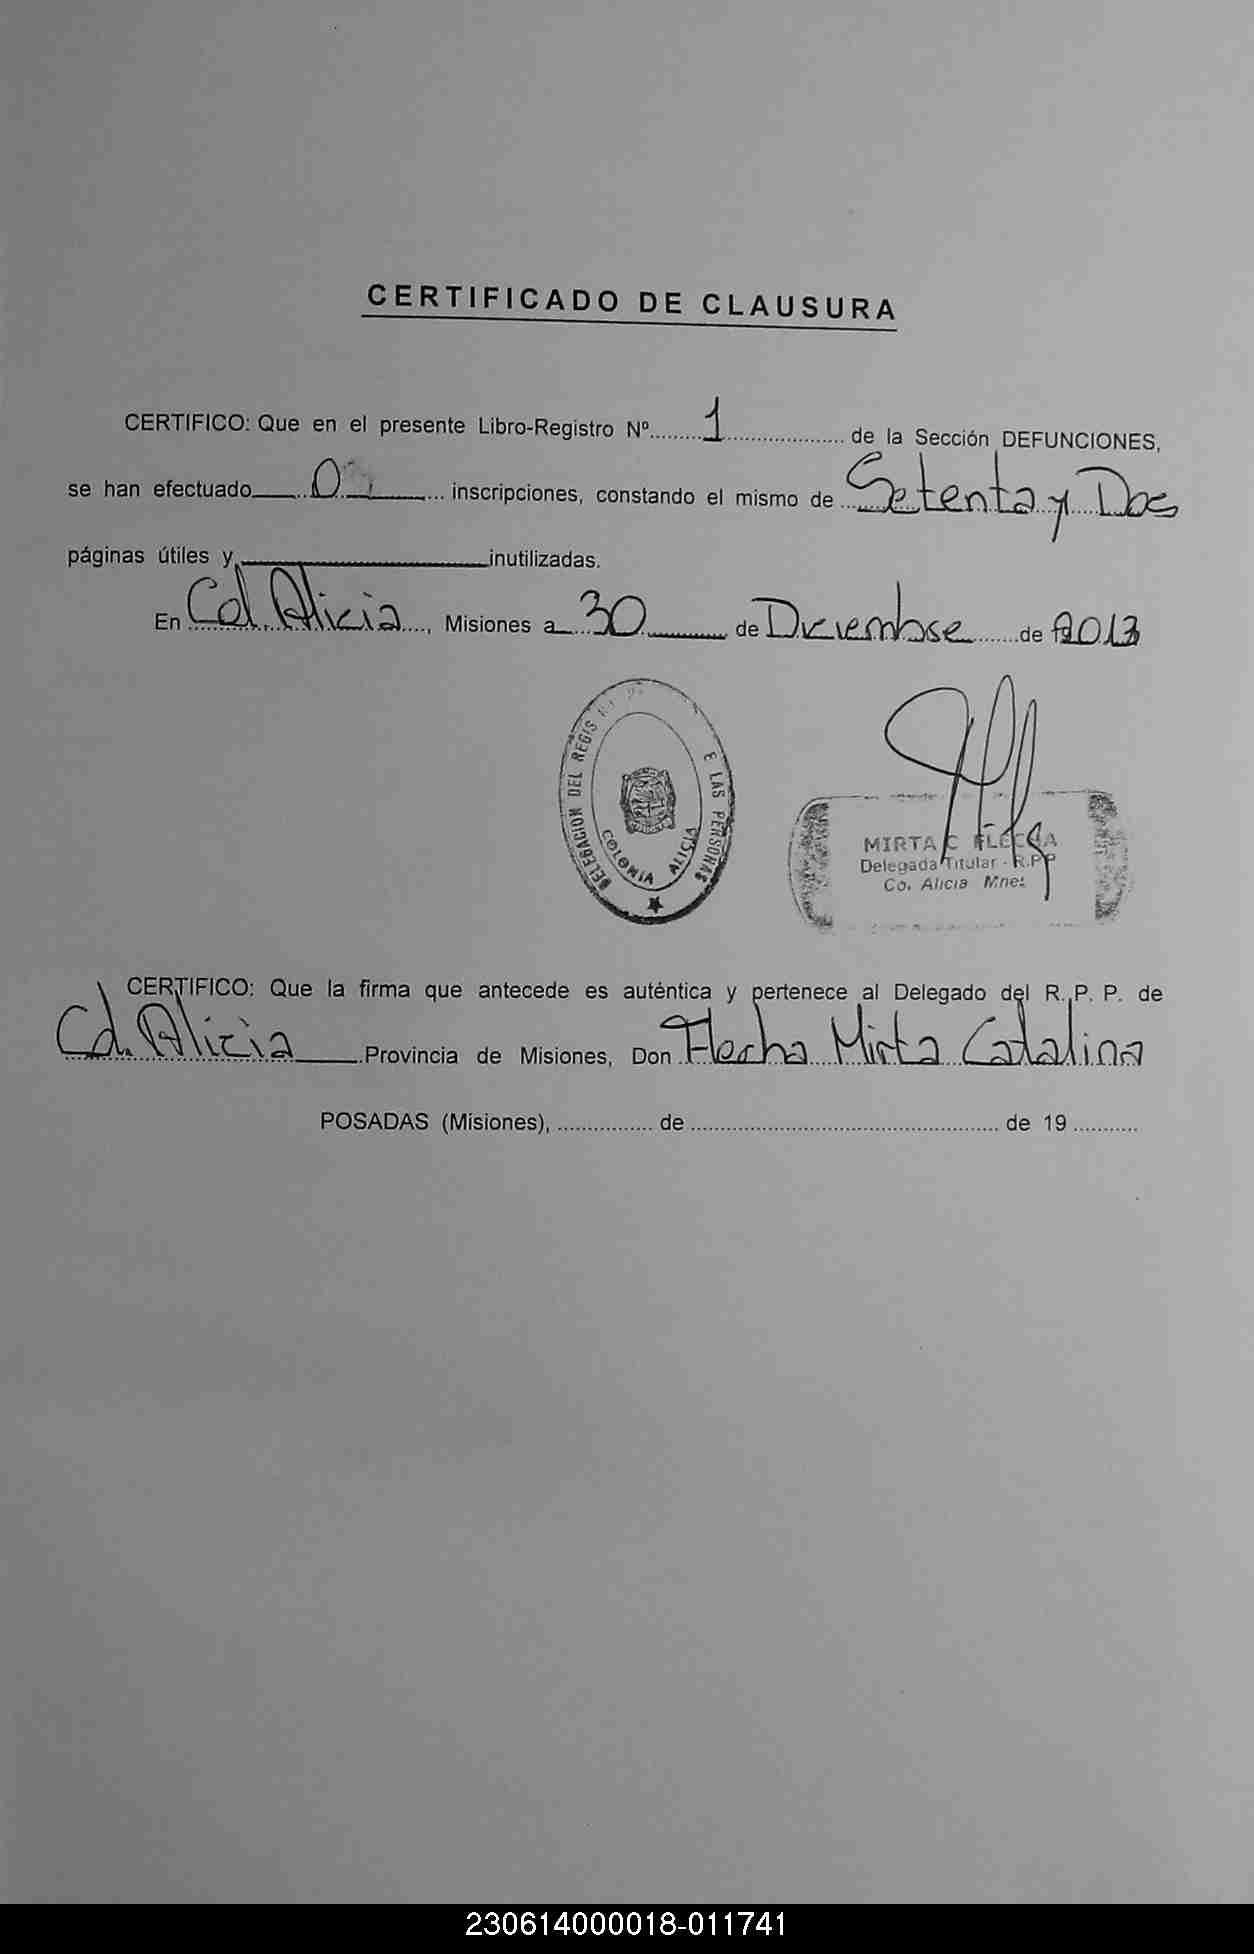 CERTIFICADO DE CLAUSURA
CERTIFICO: Que en el presente Libro-Registro Nº 1 de la Sección DEFUNCIONES,
se han efectuado 0 inscripciones, constando el mismo de Setenta y Dos
páginas útiles y inutilizadas.
En Col. Alicia, Misiones a 30 de Diciembre de 2013
DELEGACION DEL REGIS E LAS PERSONAS
COLONIA ALICIA
MIRTA C FLECHA
Delegada Titular - R.P.P
Co. Alicia Mnes
CERTIFICO: Que la firma que antecede es auténtica y pertenece al Delegado del R. P. P. de
Col. Alicia Provincia de Misiones, Don Flecha Mirta Catalina
POSADAS (Misiones), de de 19
230614000018-011741